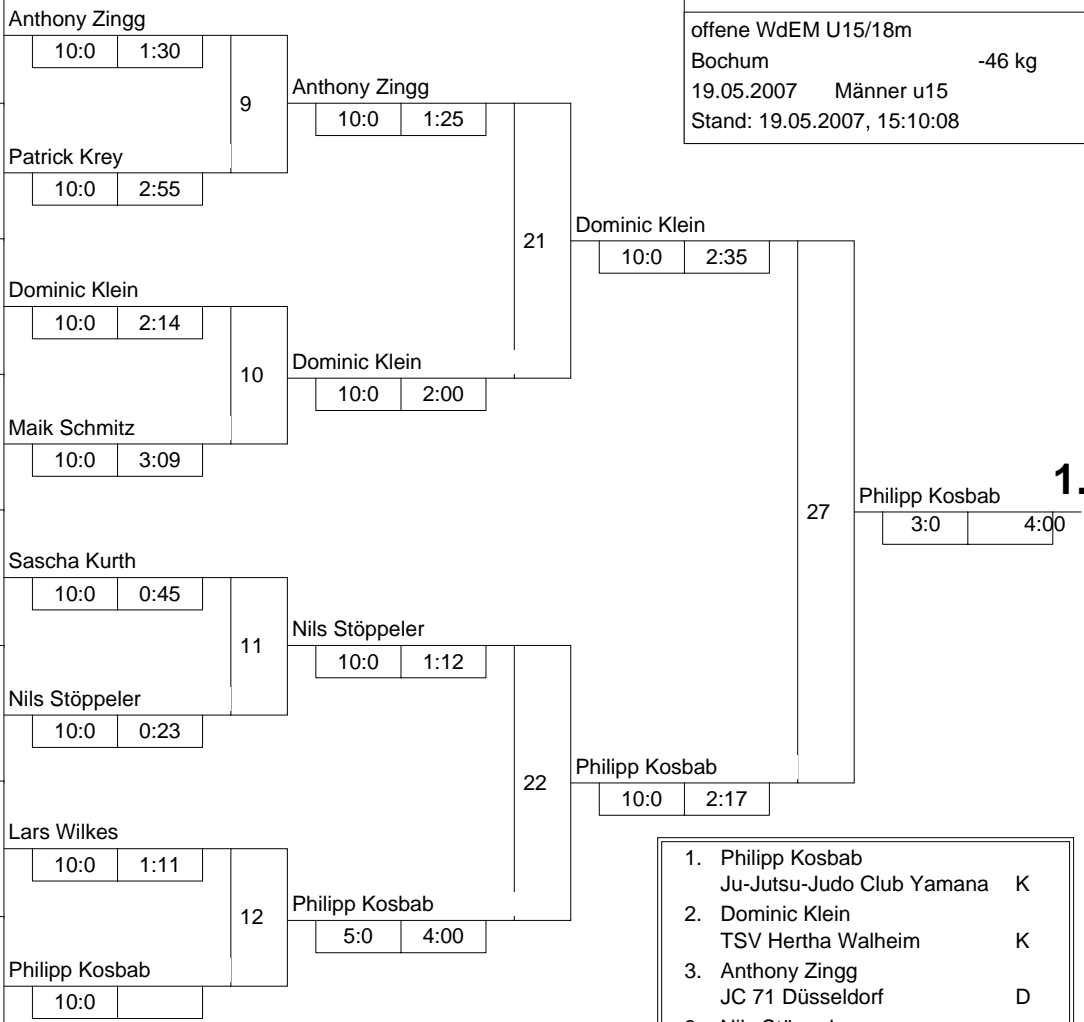 offene WdEM U15/18m
Bochum -46 kg
19.05.2007 Männer u15
Stand: 19.05.2007, 15:10:08
Anthony Zingg
10:0 1:30
9
Patrick Krey
10:0 2:55
Anthony Zingg
10:0 1:25
Dominic Klein
10:0 2:14
10
Maik Schmitz
10:0 3:09
Dominic Klein
10:0 2:00
21
Dominic Klein
10:0 2:35
Sascha Kurth
10:0 0:45
11
Nils Stöppeler
10:0 0:23
Nils Stöppeler
10:0 1:12
Lars Wilkes
10:0 1:11
12
Philipp Kosbab
10:0
Philipp Kosbab
5:0 4:00
22
Philipp Kosbab
10:0 2:17
27
Philipp Kosbab 1.
3:0 4:00
1. Philipp Kosbab
Ju-Jutsu-Judo Club Yamana K
2. Dominic Klein
TSV Hertha Walheim K
3. Anthony Zingg
JC 71 Düsseldorf D